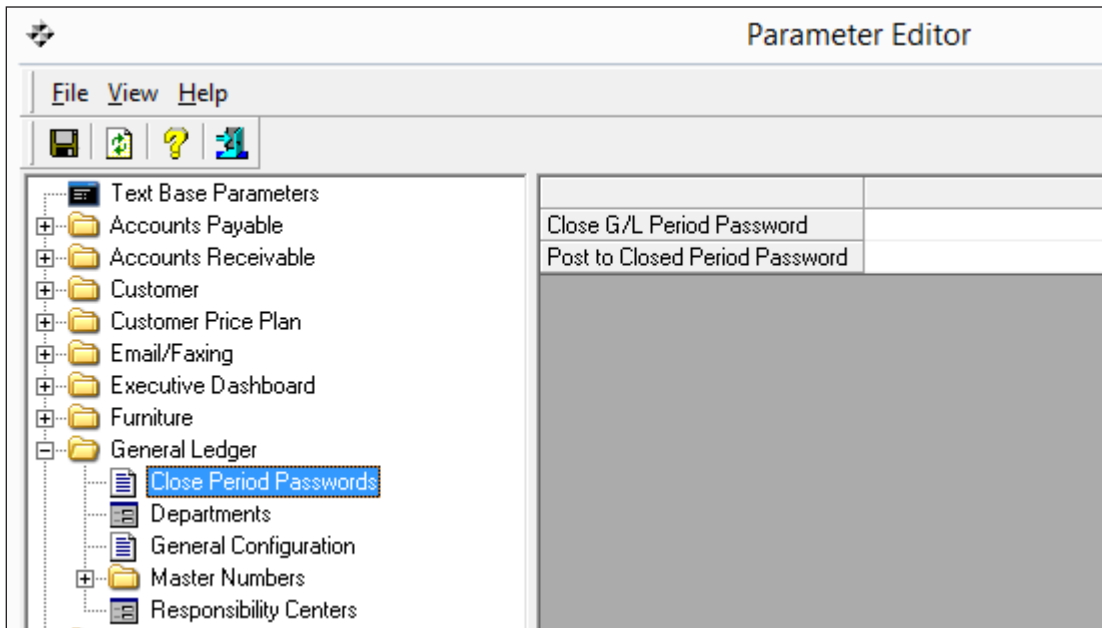 Parameter Editor
File View Help
Text Base Parameters
Accounts Payable
Accounts Receivable
Customer
Customer Price Plan
Email/Faxing
Executive Dashboard
Furniture
General Ledger
Close Period Passwords
Departments
General Configuration
Master Numbers
Responsibility Centers
Close G/L Period Password
Post to Closed Period Password